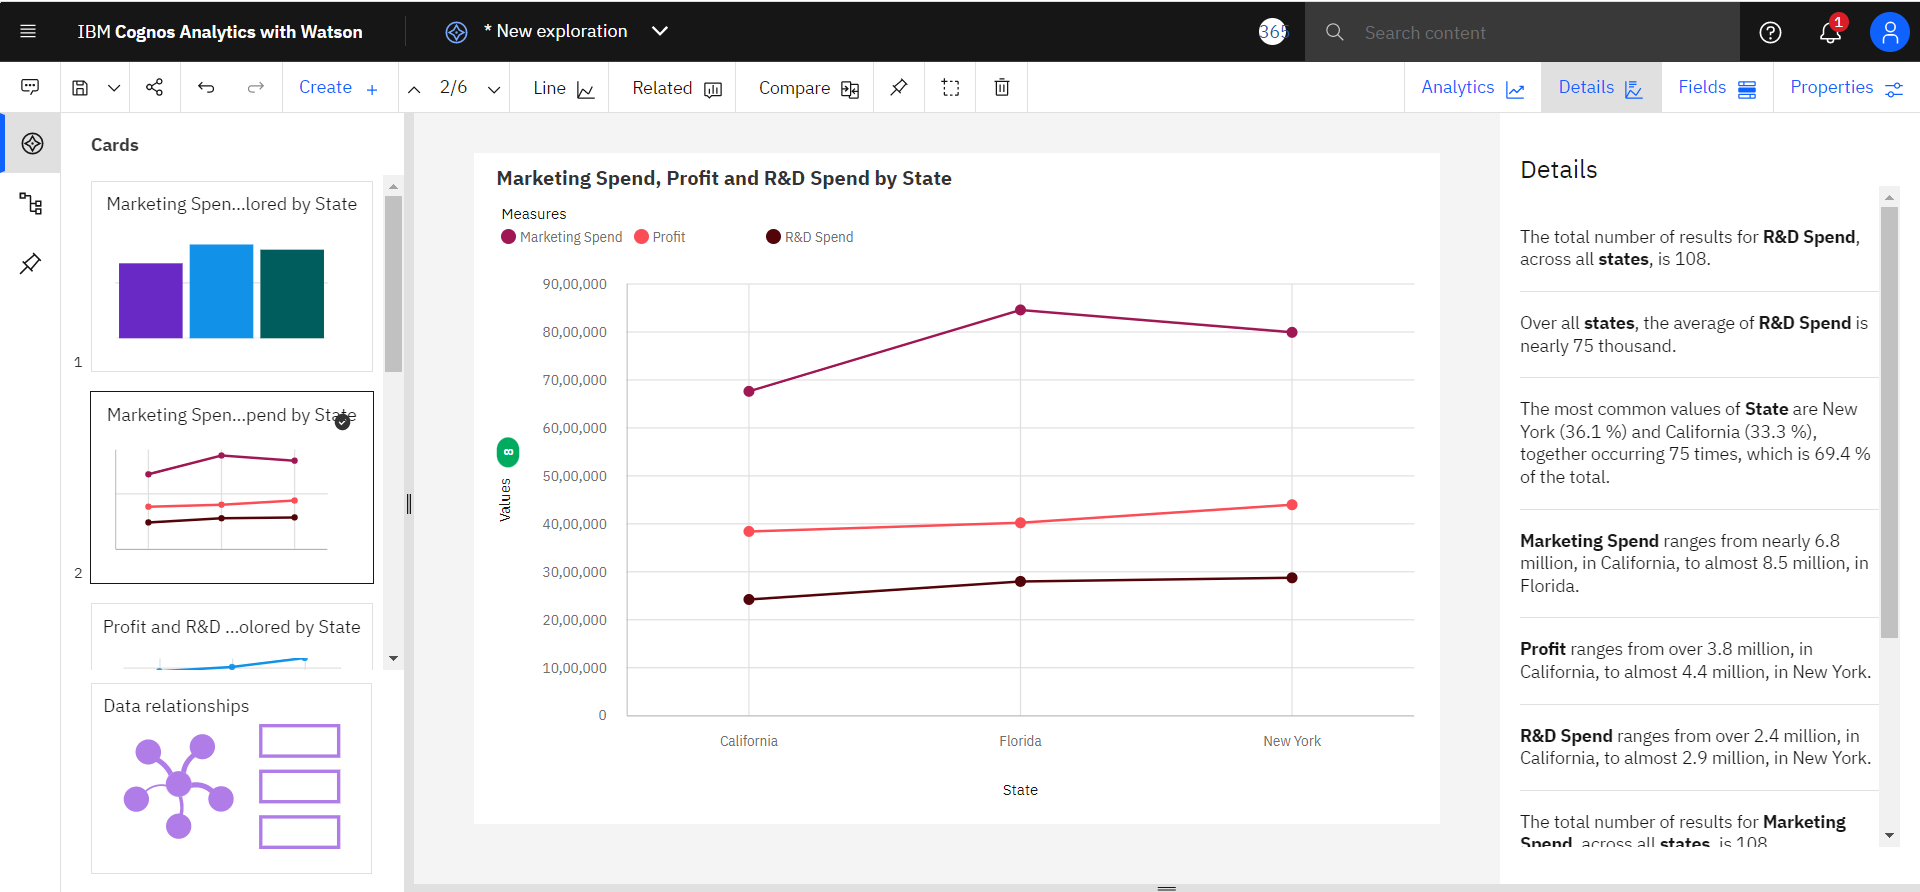 IBM Cognos Analytics with Watson
* New exploration
365
Search content
1
Create +
2/6
Line
Related
Compare
Analytics
Details
Fields
Properties
Cards
Marketing Spen...lored by State
1
Marketing Spen...pend by State
2
Profit and R&D ...olored by State
Data relationships
Marketing Spend, Profit and R&D Spend by State
Measures
Marketing Spend
Profit
R&D Spend
90,00,000
80,00,000
70,00,000
60,00,000
50,00,000
40,00,000
30,00,000
20,00,000
10,00,000
0
Values
California
Florida
New York
State
Details
The total number of results for R&D Spend,
across all states, is 108.
Over all states, the average of R&D Spend is
nearly 75 thousand.
The most common values of State are New
York (36.1 %) and California (33.3 %),
together occurring 75 times, which is 69.4 %
of the total.
Marketing Spend ranges from nearly 6.8
million, in California, to almost 8.5 million, in
Florida.
Profit ranges from over 3.8 million, in
California, to almost 4.4 million, in New York.
R&D Spend ranges from over 2.4 million, in
California, to almost 2.9 million, in New York.
The total number of results for Marketing
Spend, across all states, is 108